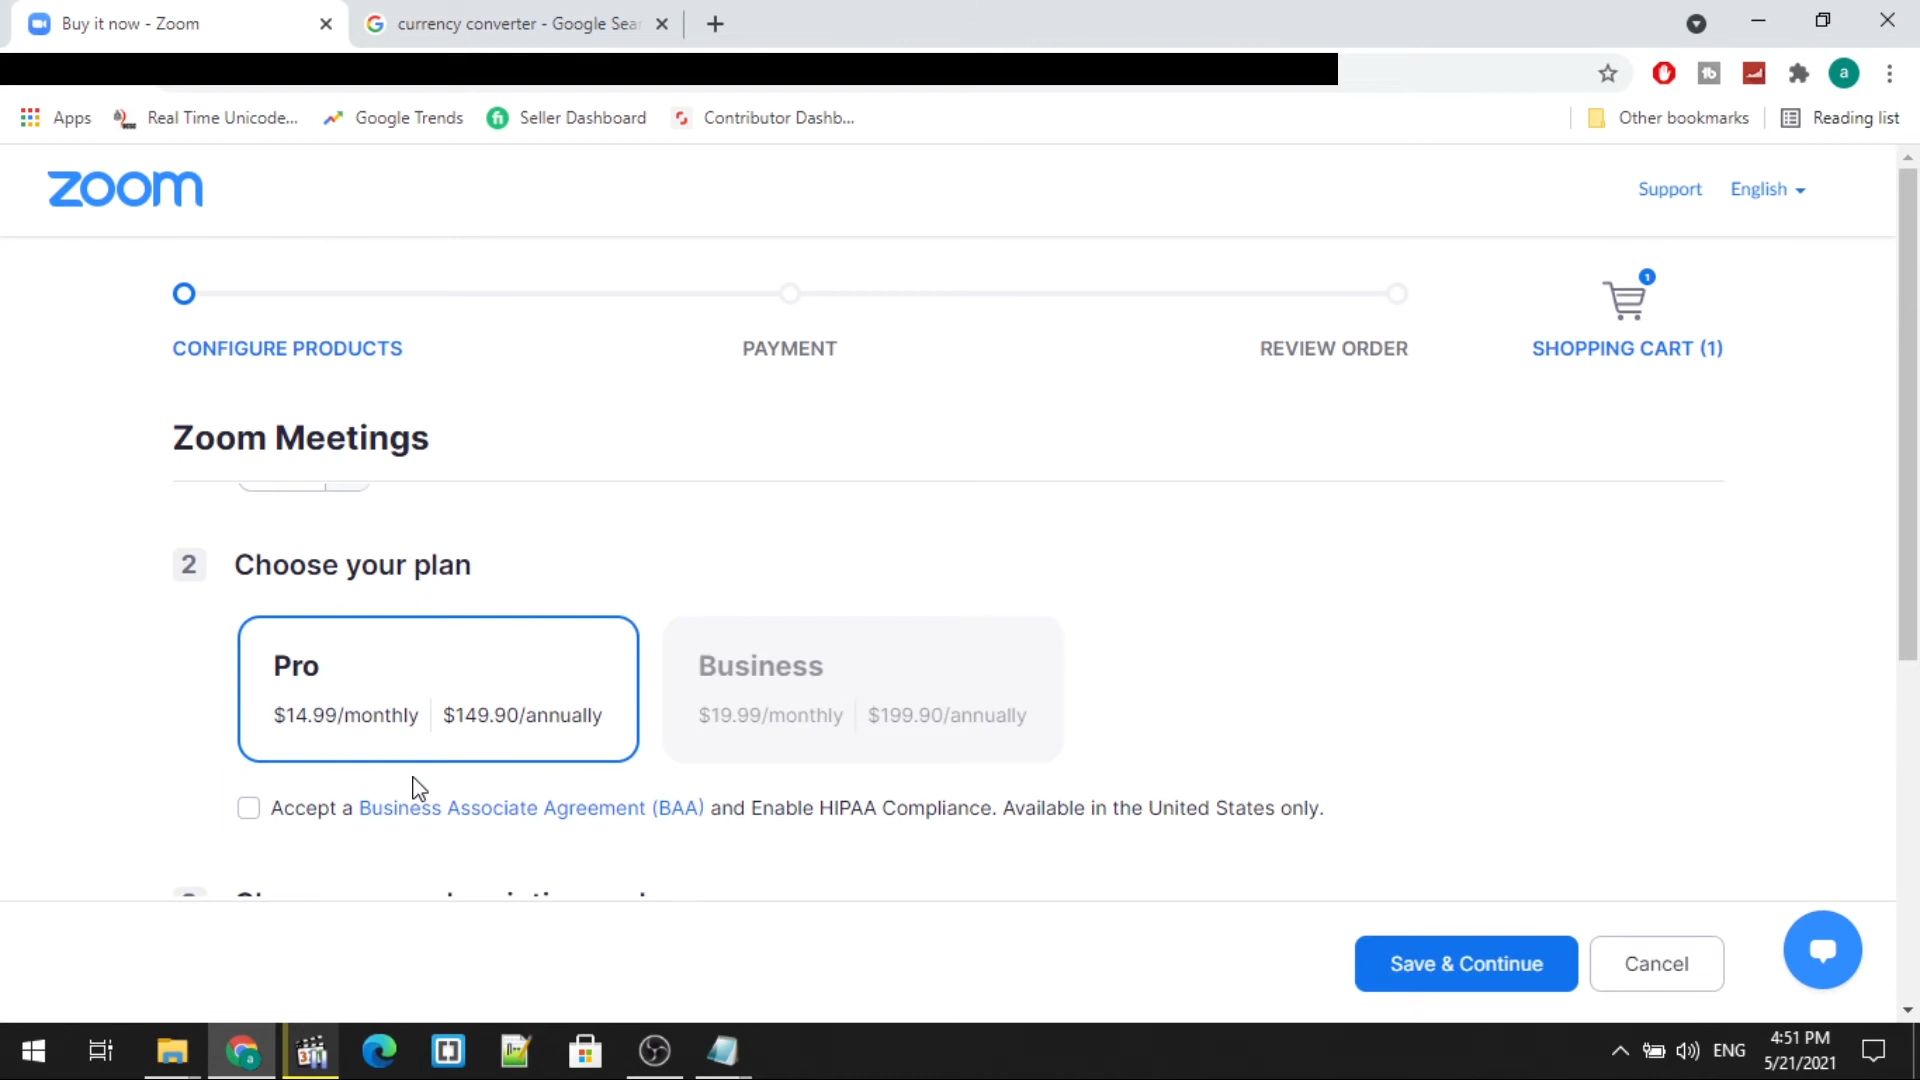 Buy it now - Zoom
currency converter - Google Sear
a
Apps
Real Time Unicode...
Google Trends
fi
Seller Dashboard
Contributor Dashb...
Other bookmarks
Reading list
zoom
Support
English
1
CONFIGURE PRODUCTS
PAYMENT
REVIEW ORDER
SHOPPING CART (1)
Zoom Meetings
2
Choose your plan
Pro
$14.99/monthly
$149.90/annually
Business
$19.99/monthly
$199.90/annually
Accept a Business Associate Agreement (BAA) and Enable HIPAA Compliance. Available in the United States only.
Save & Continue
Cancel
ENG
4:51 PM
5/21/2021